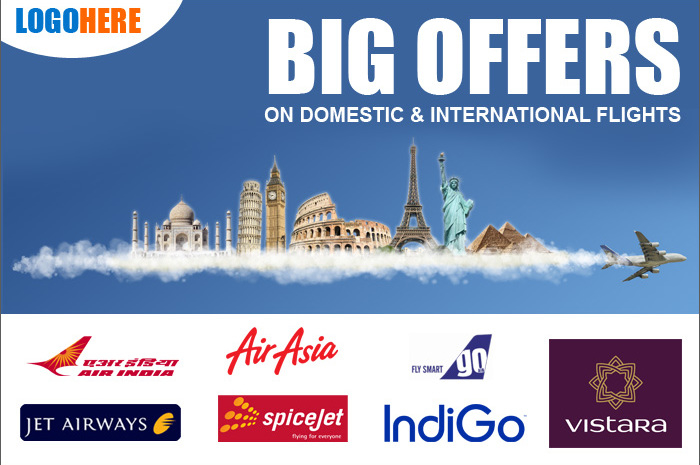 LOGOHERE
BIG OFFERS
ON DOMESTIC & INTERNATIONAL FLIGHTS
एअर इंडिया
AIR INDIA
AirAsia
FLY SMART go
JET AIRWAYS
spicejet
flying for everyone
IndiGo
VISTARA